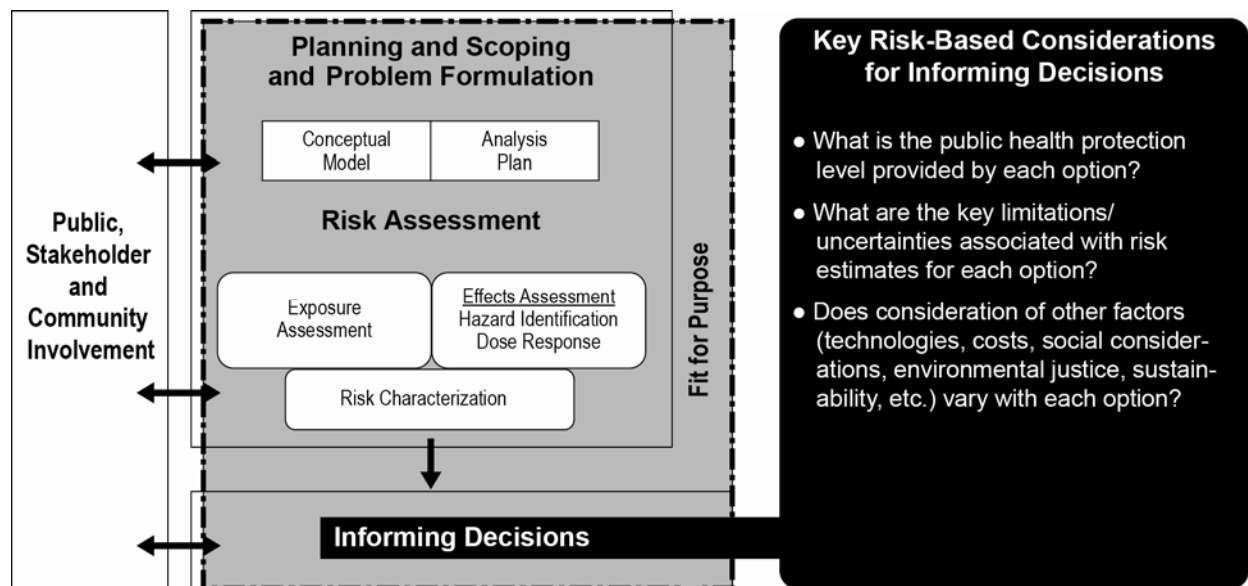 Public,
Stakeholder
and
Community
Involvement
Planning and Scoping
and Problem Formulation
Conceptual
Model
Analysis
Plan
Risk Assessment
Exposure
Assessment
Effects Assessment
Hazard Identification
Dose Response
Risk Characterization
Fit for Purpose
Informing Decisions
Key Risk-Based Considerations
for Informing Decisions
● What is the public health protection
level provided by each option?
● What are the key limitations/
uncertainties associated with risk
estimates for each option?
● Does consideration of other factors
(technologies, costs, social consider-
ations, environmental justice, sustain-
ability, etc.) vary with each option?